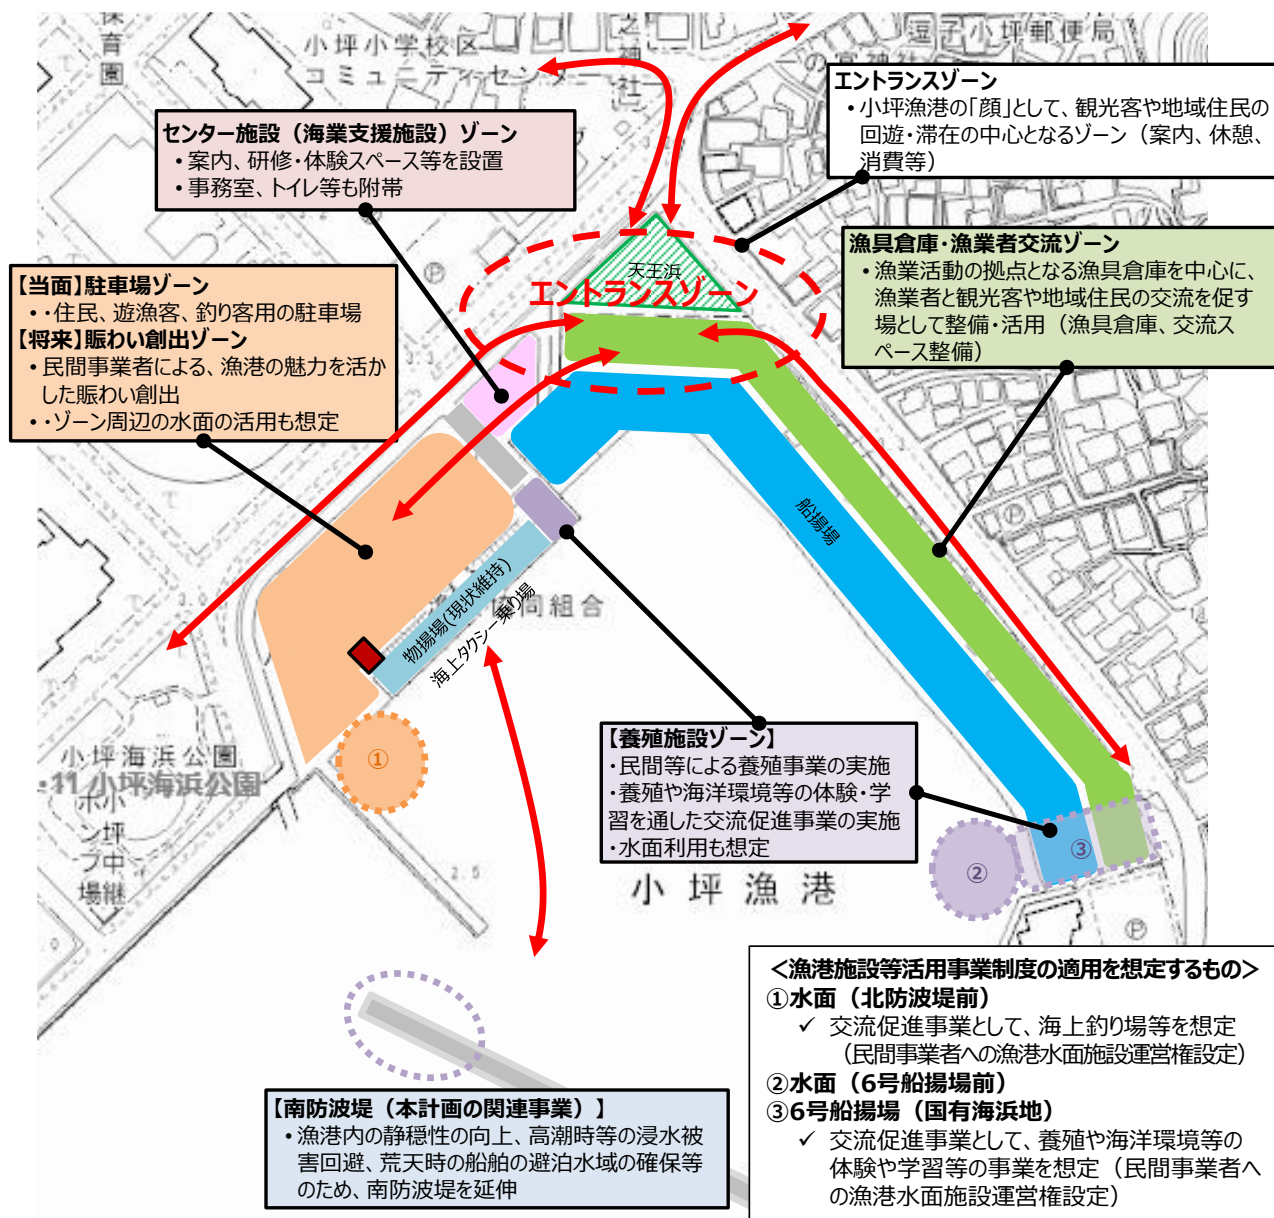 保育園
小坪小学校区
コミュニティセンター
之神社
逗子小坪郵便局
一の宮神社
エントランスゾーン
・小坪漁港の「顔」として、観光客や地域住民の
回遊・滞在の中心となるゾーン（案内、休憩、
消費等）
センター施設（海業支援施設）ゾーン
・案内、研修・体験スペース等を設置
・事務室、トイレ等も附帯
漁具倉庫・漁業者交流ゾーン
・漁業活動の拠点となる漁具倉庫を中心に、
漁業者と観光客や地域住民の交流を促す
場として整備・活用（漁具倉庫、交流ス
ペース整備）
【当面】駐車場ゾーン
・・住民、遊漁客、釣り客用の駐車場
【将来】賑わい創出ゾーン
・民間事業者による、漁港の魅力を活か
した賑わい創出
・・ゾーン周辺の水面の活用も想定
Ⓟ
天王浜
エントランスゾーン
船揚場
Ⓟ
物揚場(現状維持)
海上タクシー乗り場
協同組合
小坪海浜公園
・11 小坪海浜公園
小坪中継
ポンプ場
①
2.5
【養殖施設ゾーン】
・民間等による養殖事業の実施
・養殖や海洋環境等の体験・学
習を通した交流促進事業の実施
・水面利用も想定
②
③
小坪漁港
Ⓟ
【南防波堤（本計画の関連事業）】
・漁港内の静穏性の向上、高潮時等の浸水被
害回避、荒天時の船舶の避泊水域の確保等
のため、南防波堤を延伸
＜漁港施設等活用事業制度の適用を想定するもの＞
①水面（北防波堤前）
✓ 交流促進事業として、海上釣り場等を想定
（民間事業者への漁港水面施設運営権設定）
②水面（6号船揚場前）
③6号船揚場（国有海浜地）
✓ 交流促進事業として、養殖や海洋環境等の
体験や学習等の事業を想定（民間事業者へ
の漁港水面施設運営権設定）